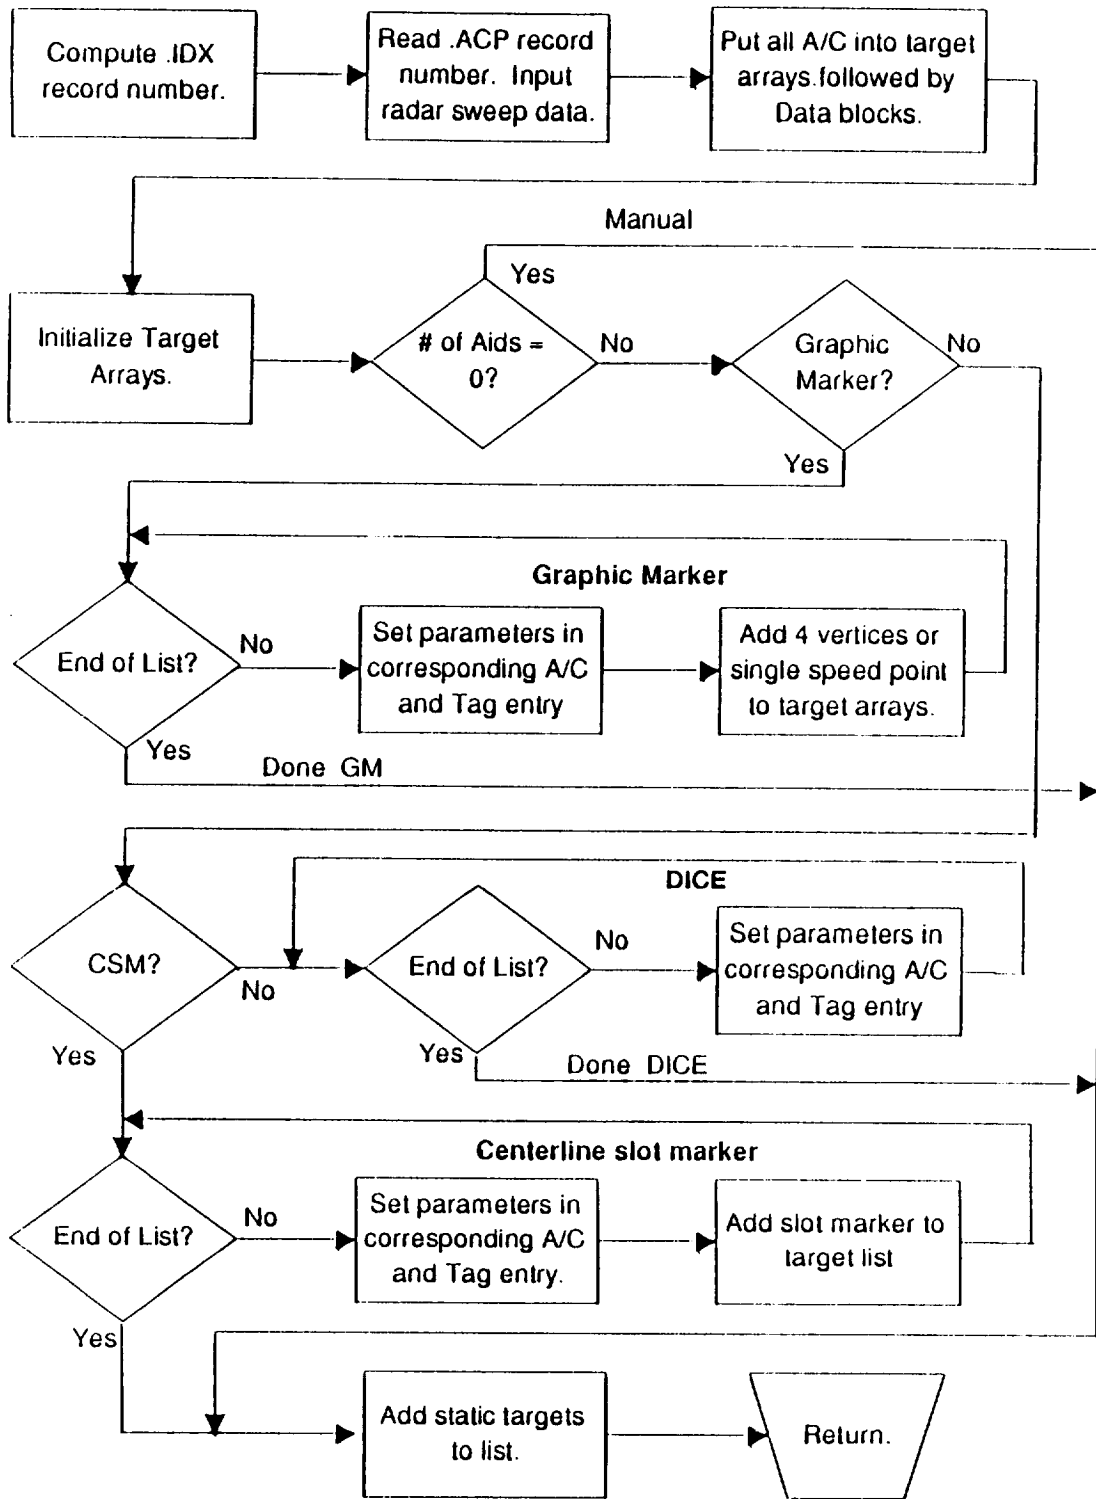 Compute .IDX
record number.
Read .ACP record
number. Input
radar sweep data.
Put all A/C into target
arrays.followed by
Data blocks.
Manual
Initialize Target
Arrays.
Yes
# of Aids =
0?
No
Graphic
Marker?
No
Yes
Graphic Marker
End of List?
No
Set parameters in
corresponding A/C
and Tag entry
Add 4 vertices or
single speed point
to target arrays.
Yes
Done GM
DICE
CSM?
No
End of List?
No
Set parameters in
corresponding A/C
and Tag entry
Yes
Yes
Done DICE
Centerline slot marker
End of List?
No
Set parameters in
corresponding A/C
and Tag entry.
Add slot marker to
target list
Yes
Add static targets
to list.
Return.